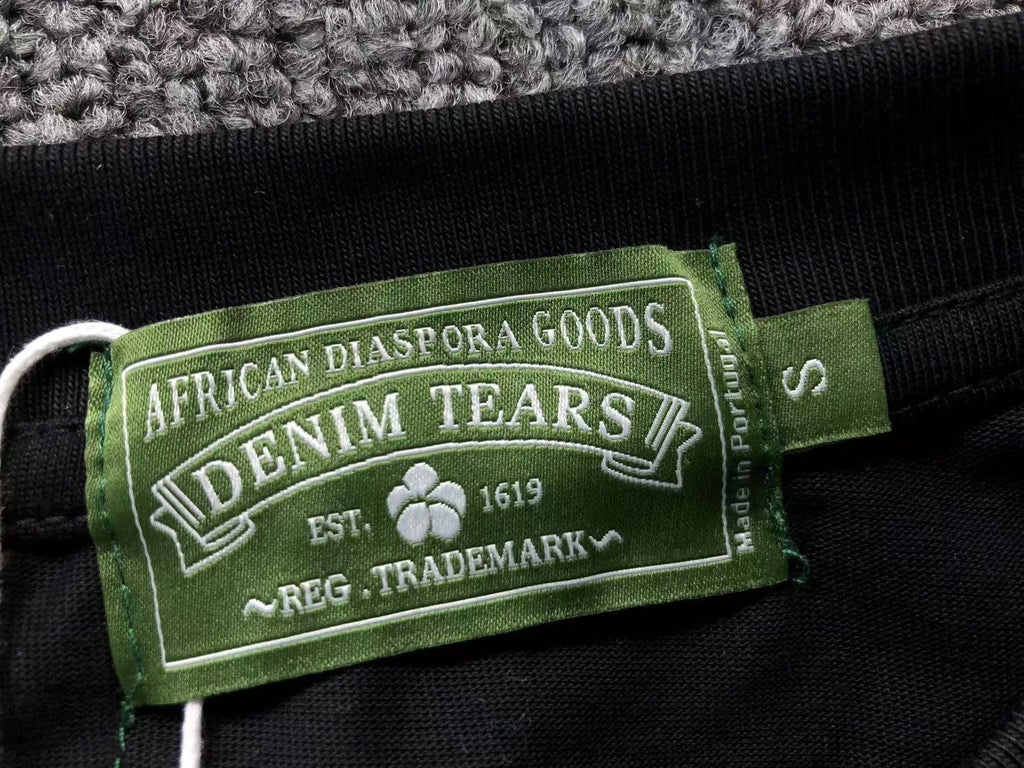 AFRICAN DIASPORA GOODS
DENIM TEARS
EST. 1619
~REG . TRADEMARK~
Made in Portugal
S